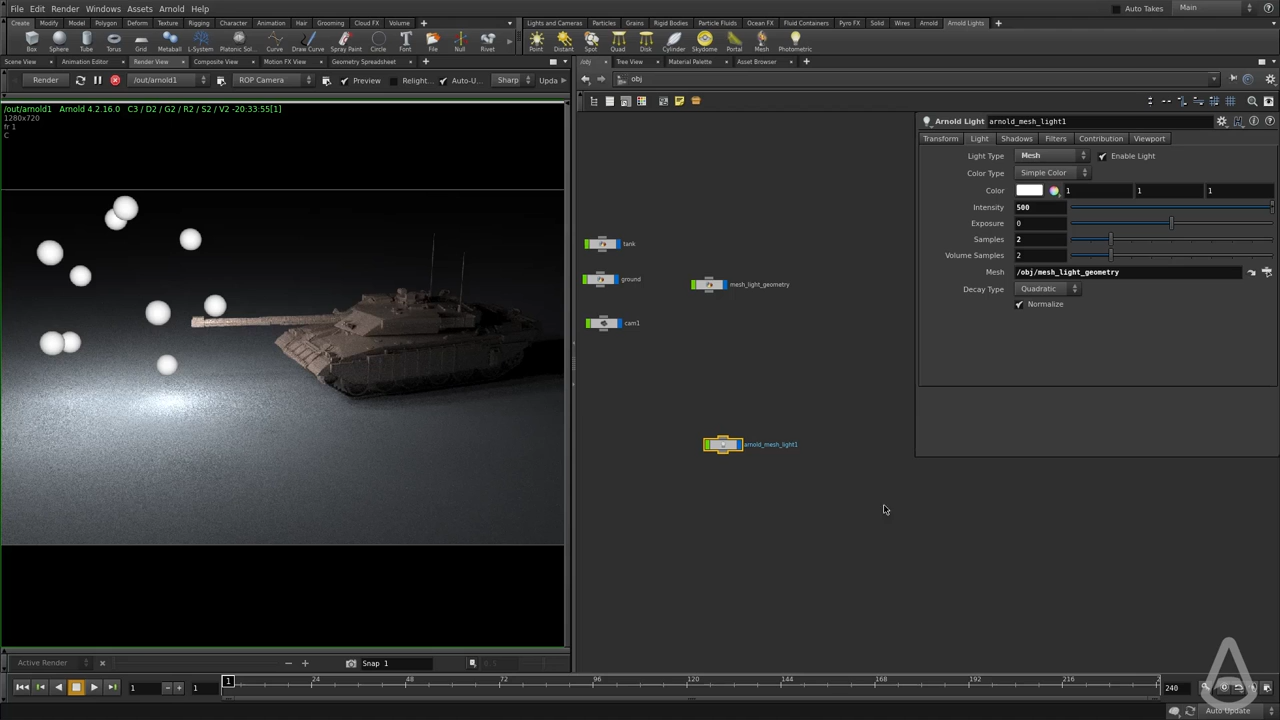 File Edit Render Windows Assets Arnold Help
Auto Takes Main
Create Modify Model Polygon Deform Texture Rigging Character Animation Hair Grooming Cloud FX Volume
Lights and Cameras Particles Grains Rigid Bodies Particle Fluids Ocean FX Fluid Containers Pyro FX Solid Wires Arnold Arnold Lights
Box Sphere Tube Torus Grid Metaball L-System Platonic Sol... Curve Draw Curve Spray Paint Circle Font File Null Rivet
Point Distant Spot Quad Disk Cylinder Skydome Portal Mesh Photometric
Scene View Animation Editor Render View Composite View Motion FX View Geometry Spreadsheet
/obj Tree View Material Palette Asset Browser
Render /out/arnold1 ROP Camera Preview Relight... Auto-U... Sharp Upda
obj
/out/arnold1 Arnold 4.2.16.0 C3 / D2 / G2 / R2 / S2 / V2 -20:33:55[1]
1280x720
fr 1
C
Arnold Light arnold_mesh_light1
Transform Light Shadows Filters Contribution Viewport
Light Type Mesh Enable Light
Color Type Simple Color
Color 1 1 1
Intensity 500
Exposure 0
Samples 2
Volume Samples 2
Mesh /obj/mesh_light_geometry
Decay Type Quadratic
Normalize
tank
ground
mesh_light_geometry
cam1
arnold_mesh_light1
Active Render Snap 1 0.5
1 1 1 24 48 72 96 120 144 168 192 216 240
Auto Update